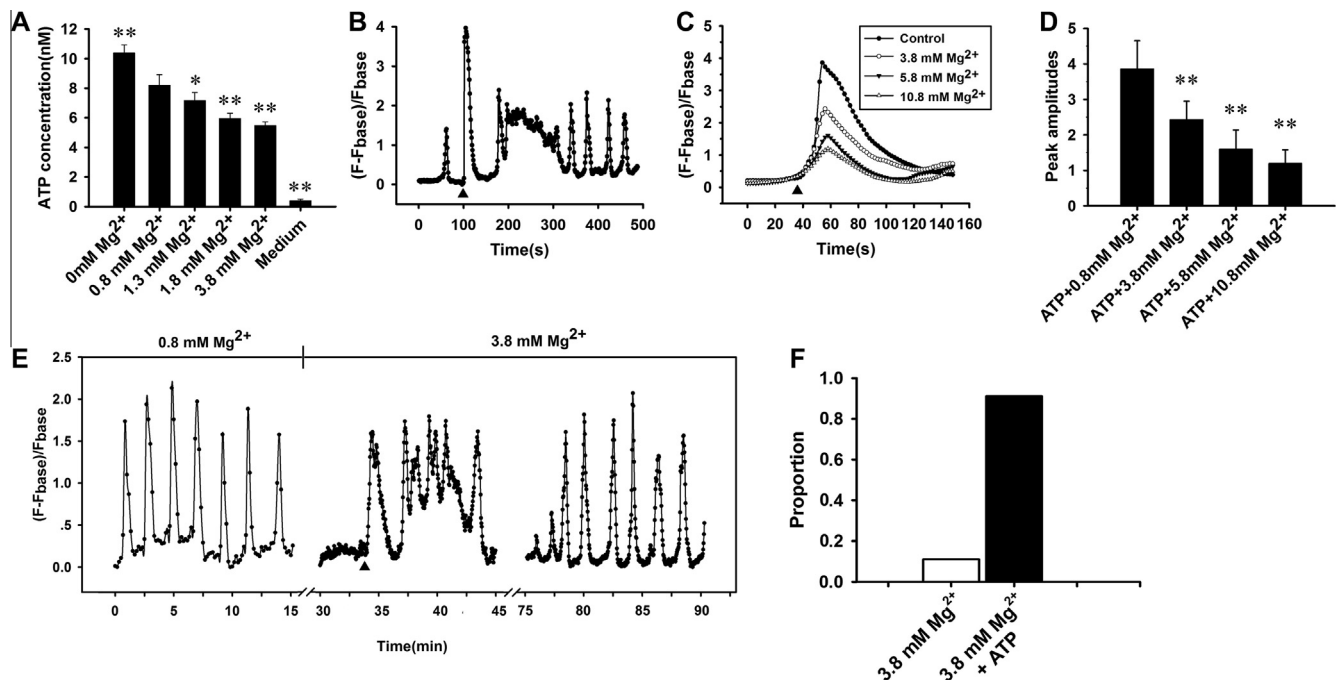 A
ATP concentration(nM)
14
12
10
8
6
4
2
0
**
*
**
**
**
0mM Mg2+
0.8 mM Mg2+
1.3 mM Mg2+
1.8 mM Mg2+
3.8 mM Mg2+
Medium
B
(F-Fbase)/Fbase
4
3
2
1
0
0 100 200 300 400 500
Time(s)
C
(F-Fbase)/Fbase
5
4
3
2
1
0
Control
3.8 mM Mg2+
5.8 mM Mg2+
10.8 mM Mg2+
0 20 40 60 80 100 120 140 160
Time(s)
D
Peak amplitudes
5
4
3
2
1
0
**
**
**
ATP+0.8mM Mg2+
ATP+3.8mM Mg2+
ATP+5.8mM Mg2+
ATP+10.8mM Mg2+
E
0.8 mM Mg2+ 3.8 mM Mg2+
(F-Fbase)/Fbase
2.5
2.0
1.5
1.0
.5
0.0
0 5 10 15 30 35 40 45 75 80 85 90
Time(min)
F
Proportion
1.0
0.8
0.6
0.4
0.2
0.0
3.8 mM Mg2+
3.8 mM Mg2+
+ ATP